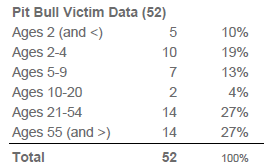 Pit Bull Victim Data (52)
Ages 2 (and <) 5 10%
Ages 2-4 10 19%
Ages 5-9 7 13%
Ages 10-20 2 4%
Ages 21-54 14 27%
Ages 55 (and >) 14 27%
Total 52 100%